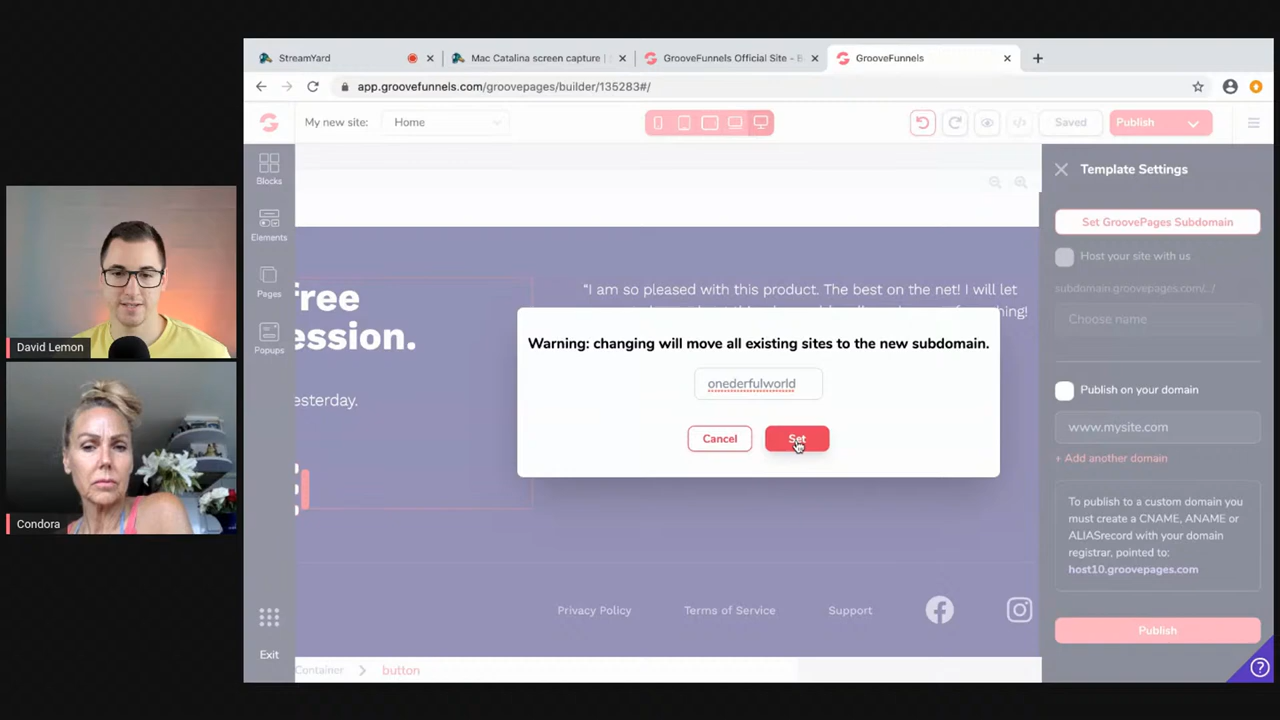 StreamYard
Mac Catalina screen capture |
GrooveFunnels Official Site - B
GrooveFunnels
app.groovefunnels.com/groovepages/builder/135283#/
My new site:
Home
Saved
Publish
Blocks
Elements
Pages
Popups
Exit
free
ession.
yesterday.
"I am so pleased with this product. The best on the net! I will let
Warning: changing will move all existing sites to the new subdomain.
onederfulworld
Cancel
Set
Privacy Policy
Terms of Service
Support
Container
button
Template Settings
Set GroovePages Subdomain
Host your site with us
subdomain.groovepages.com/../
Choose name
Publish on your domain
www.mysite.com
+ Add another domain
To publish to a custom domain you
must create a CNAME, ANAME or
ALIASrecord with your domain
registrar, pointed to:
host10.groovepages.com
Publish
David Lemon
Condora